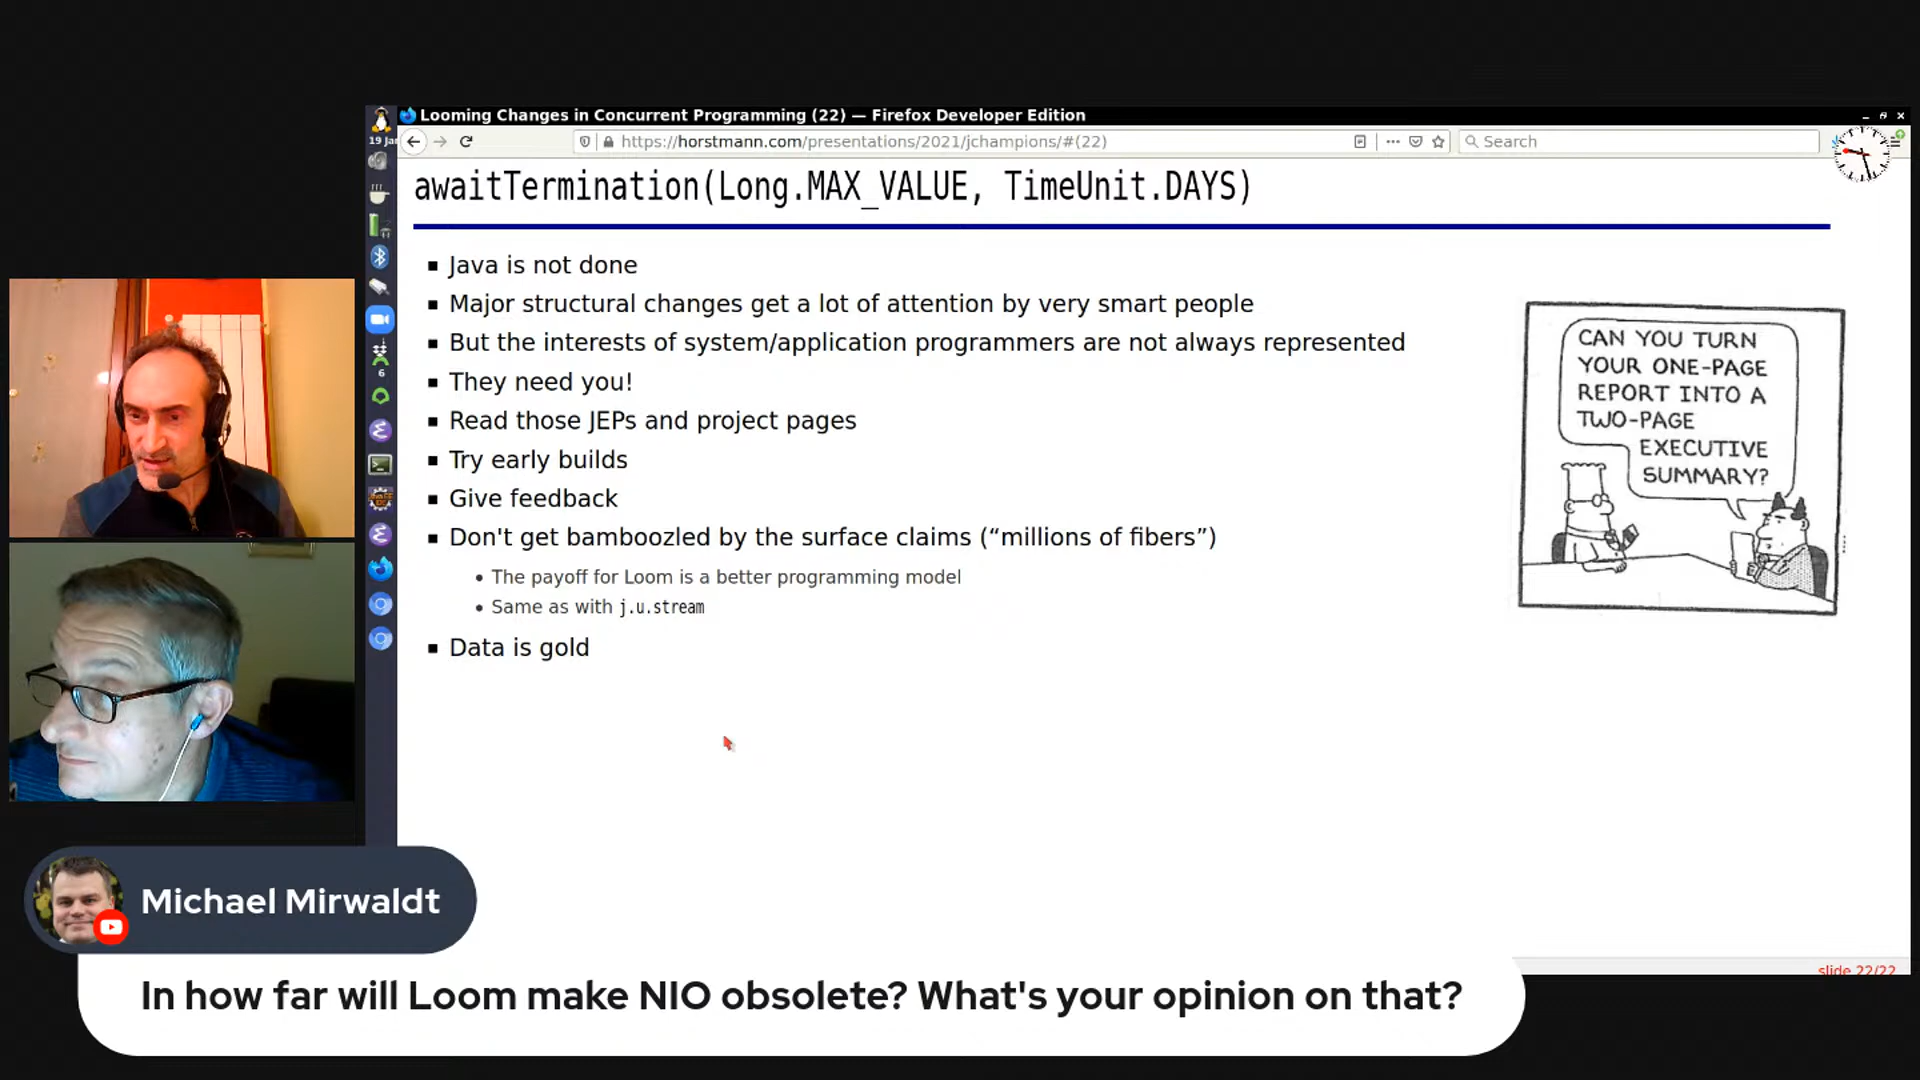 Looming Changes in Concurrent Programming (22) — Firefox Developer Edition
19 Jan
https://horstmann.com/presentations/2021/jchampions/#(22)
Search
awaitTermination(Long.MAX_VALUE, TimeUnit.DAYS)
Java is not done
Major structural changes get a lot of attention by very smart people
But the interests of system/application programmers are not always represented
They need you!
Read those JEPs and project pages
Try early builds
Give feedback
Don't get bamboozled by the surface claims (“millions of fibers”)
The payoff for Loom is a better programming model
Same as with j.u.stream
Data is gold
CAN YOU TURN
YOUR ONE-PAGE
REPORT INTO A
TWO-PAGE
EXECUTIVE
SUMMARY?
6
slide 22/22
Michael Mirwaldt
In how far will Loom make NIO obsolete? What's your opinion on that?